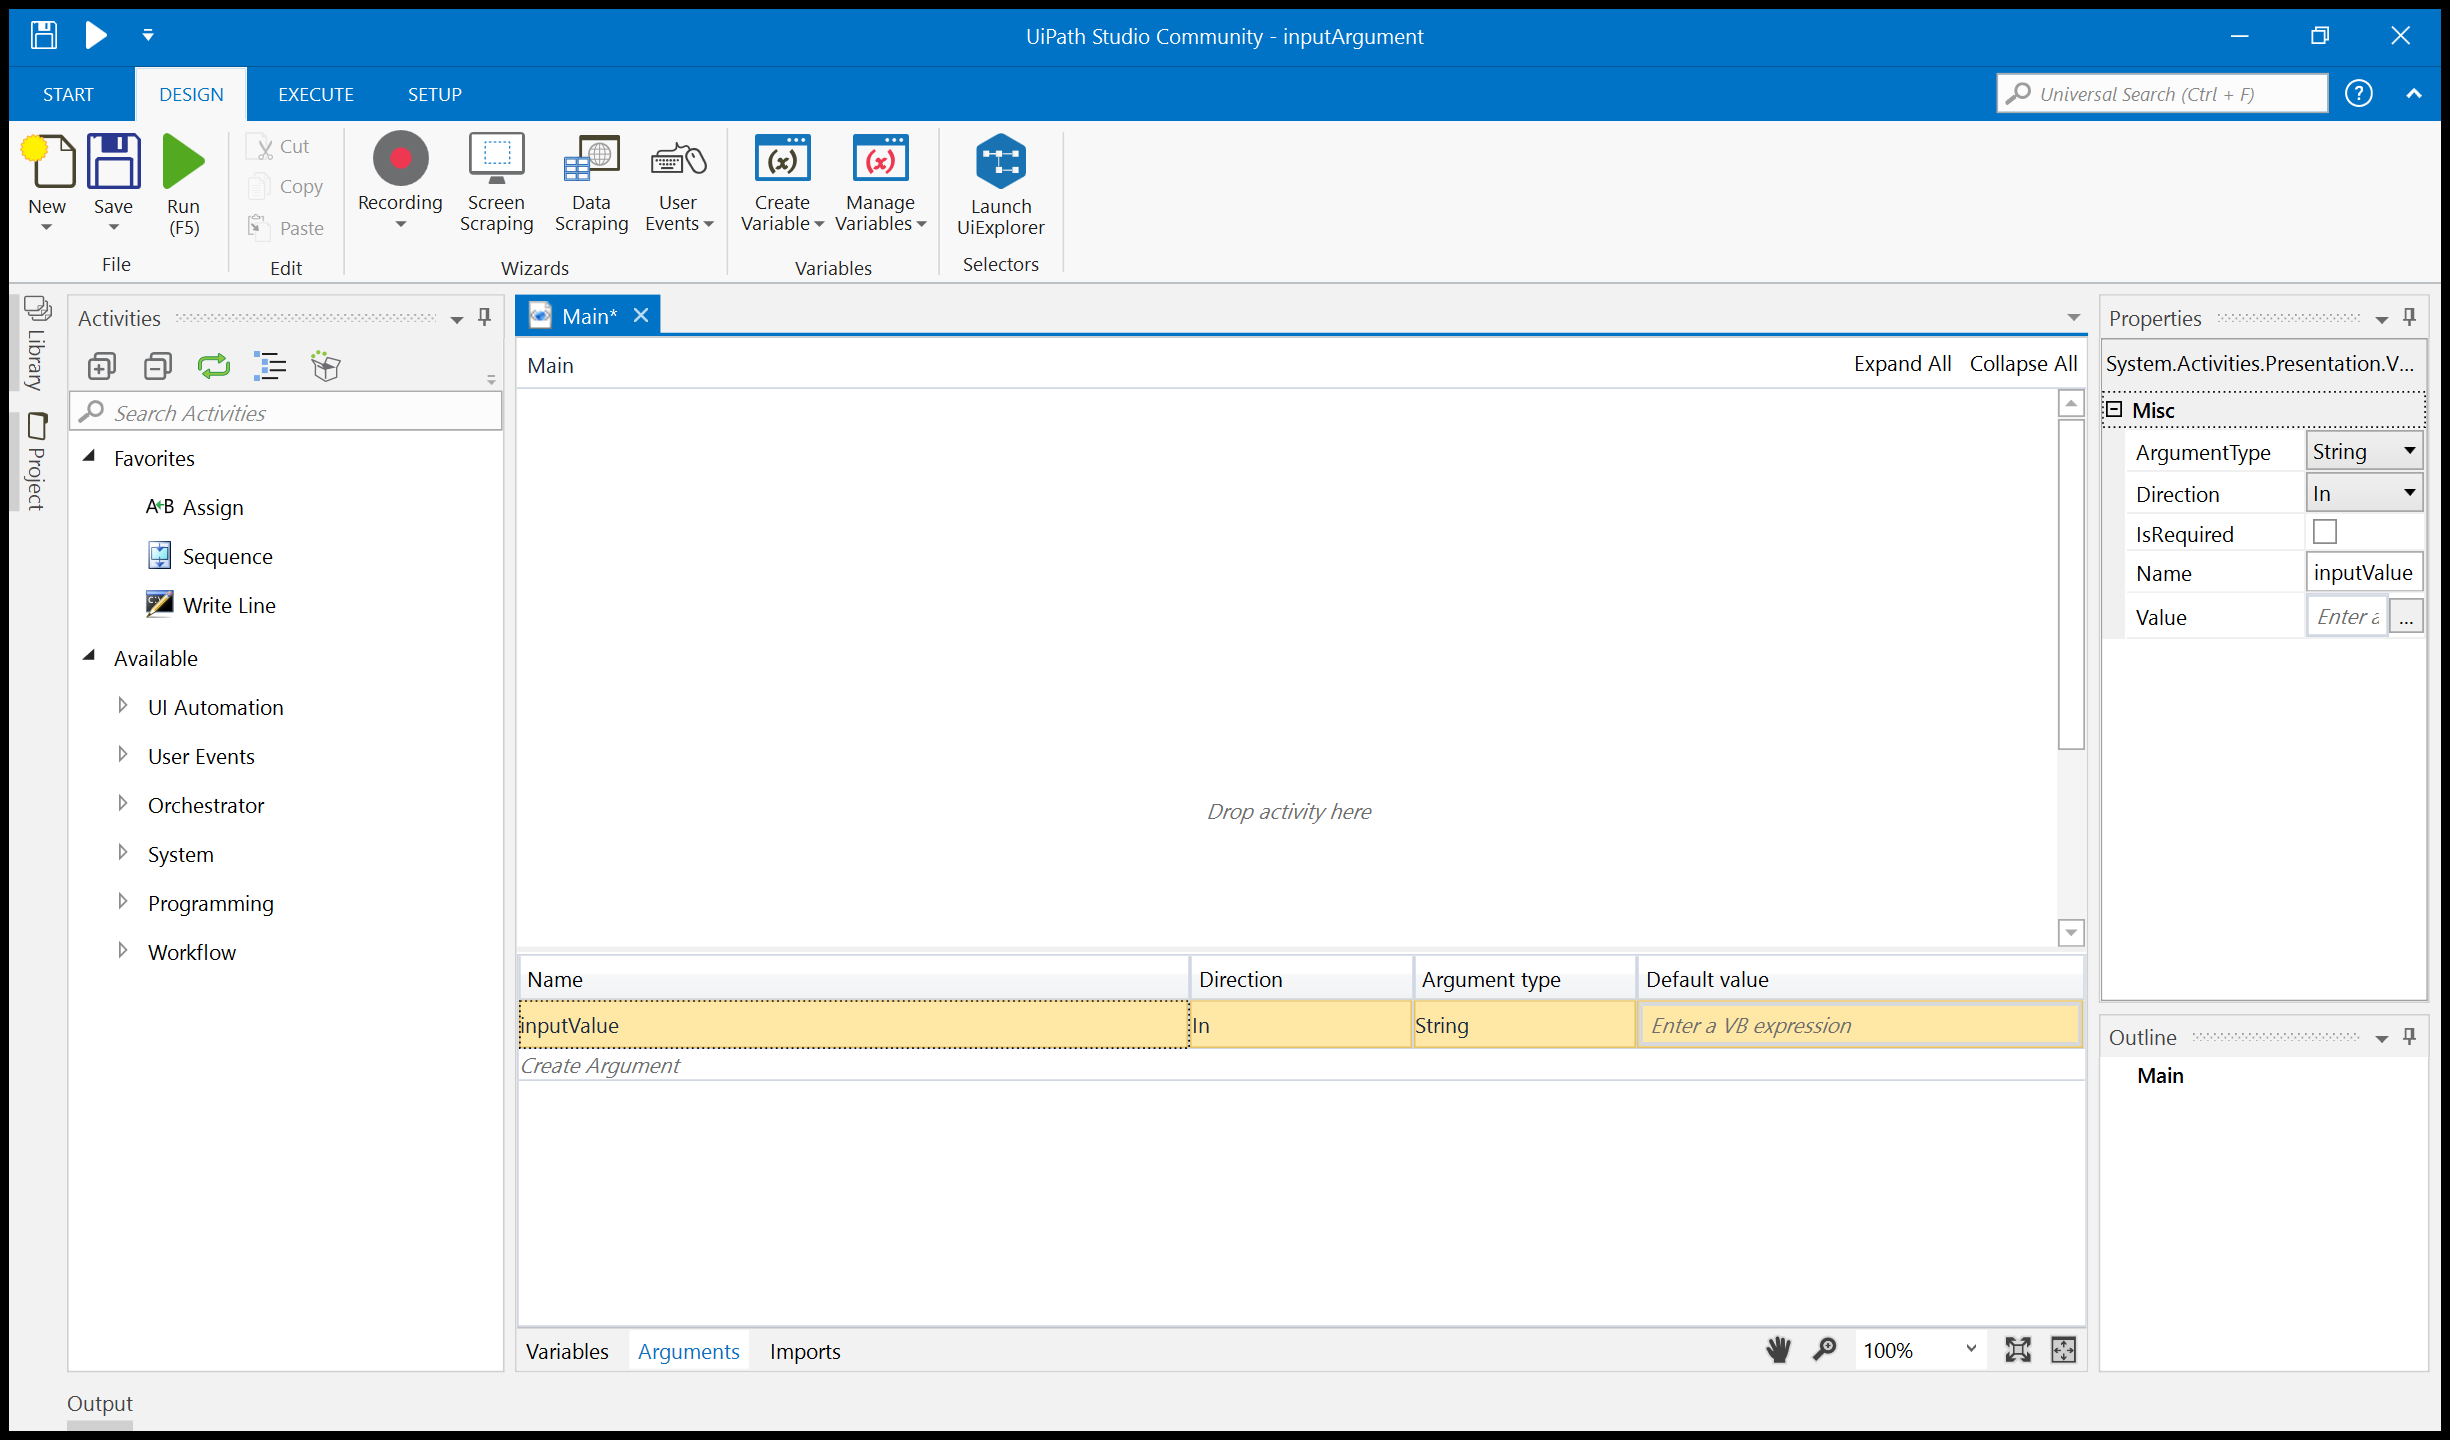 UiPath Studio Community - inputArgument
START DESIGN EXECUTE SETUP
Universal Search (Ctrl + F)
New
Save
Run
(F5)
File
Cut
Copy
Paste
Edit
Recording
Screen
Scraping
Data
Scraping
User
Events
Wizards
Create
Variable
Manage
Variables
Variables
Launch
UiExplorer
Selectors
Library
Project
Activities
Search Activities
Favorites
A B Assign
Sequence
Write Line
Available
UI Automation
User Events
Orchestrator
System
Programming
Workflow
Main*
Main
Expand All Collapse All
Drop activity here
Name Direction Argument type Default value
inputValue In String Enter a VB expression
Create Argument
Variables Arguments Imports
100%
Properties
System.Activities.Presentation.V...
Misc
ArgumentType String
Direction In
IsRequired
Name inputValue
Value Enter a ...
Outline
Main
Output